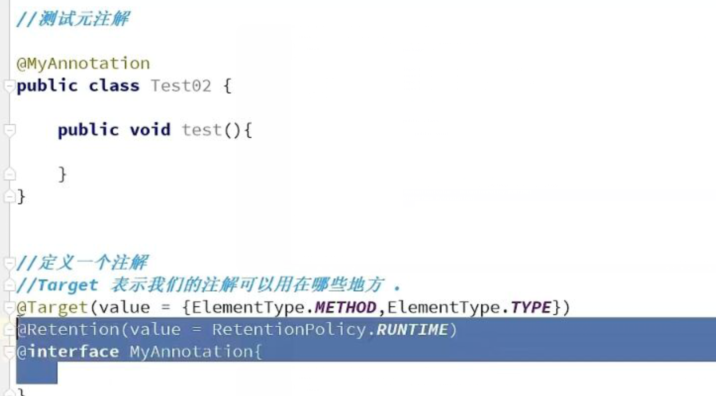 //测试元注解
@MyAnnotation
public class Test02 {
public void test(){
}
}
//定义一个注解
//Target 表示我们的注解可以用在哪些地方 .
@Target(value = {ElementType.METHOD,ElementType.TYPE})
@Retention(value = RetentionPolicy.RUNTIME)
@interface MyAnnotation{
}